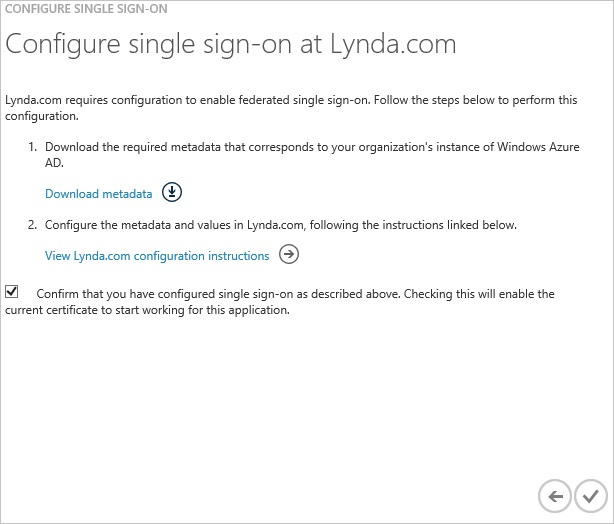 CONFIGURE SINGLE SIGN-ON
Configure single sign-on at Lynda.com
Lynda.com requires configuration to enable federated single sign-on. Follow the steps below to perform this
configuration.
1. Download the required metadata that corresponds to your organization's instance of Windows Azure
AD.
Download metadata
2. Configure the metadata and values in Lynda.com, following the instructions linked below.
View Lynda.com configuration instructions
Confirm that you have configured single sign-on as described above. Checking this will enable the
current certificate to start working for this application.